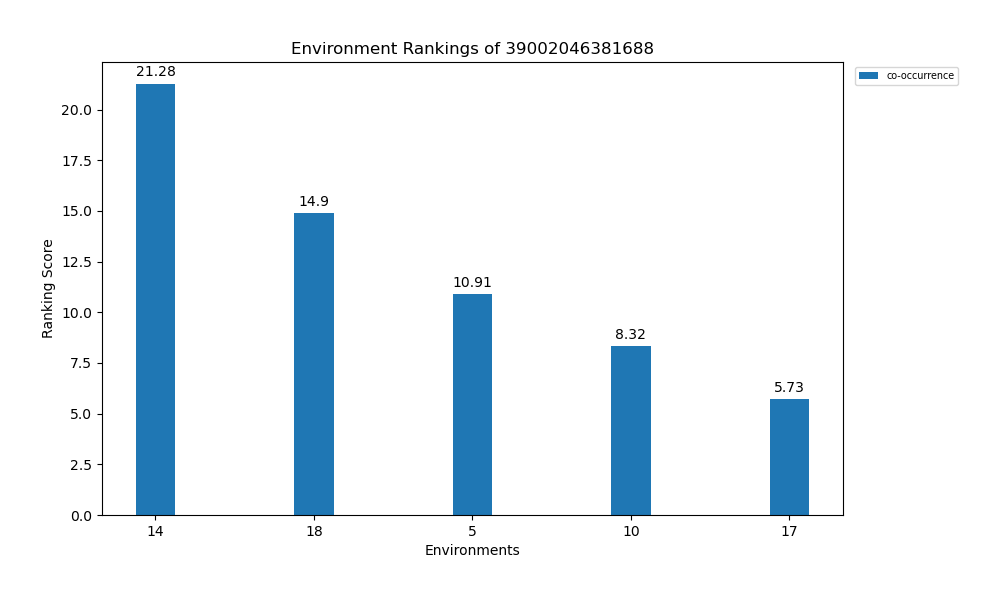 Environment Rankings of 39002046381688
co-occurrence
21.28
14.9
10.91
8.32
5.73
Ranking Score
20.0
17.5
15.0
12.5
10.0
7.5
5.0
2.5
0.0
14 18 5 10 17
Environments